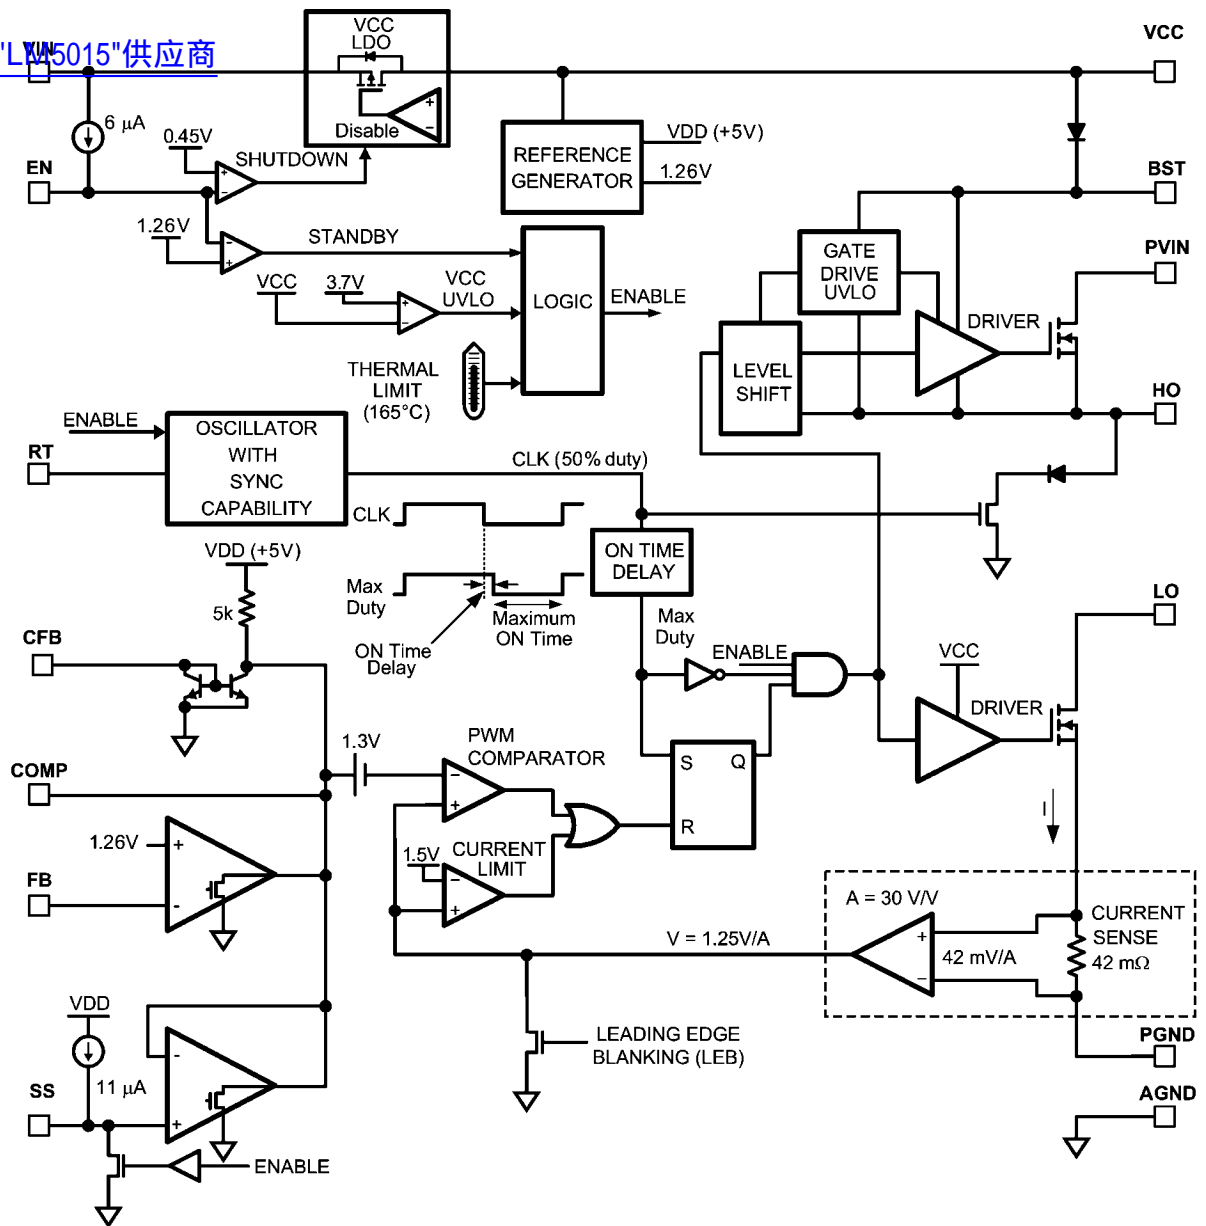 "LM5015"供应商
VIN
VCC
LDO
Disable
VCC
6 μA
0.45V
SHUTDOWN
EN
REFERENCE
GENERATOR
VDD (+5V)
1.26V
BST
1.26V
STANDBY
VCC
3.7V
VCC
UVLO
LOGIC
ENABLE
THERMAL
LIMIT
(165°C)
GATE
DRIVE
UVLO
PVIN
DRIVER
LEVEL
SHIFT
HO
ENABLE
RT
OSCILLATOR
WITH
SYNC
CAPABILITY
CLK (50% duty)
CLK
Max
Duty
ON Time
Delay
Maximum
ON Time
ON TIME
DELAY
Max
Duty
ENABLE
VDD (+5V)
5k
CFB
LO
VCC
DRIVER
1.3V
PWM
COMPARATOR
S
Q
R
COMP
1.26V
FB
1.5V
CURRENT
LIMIT
I
A = 30 V/V
CURRENT
SENSE
42 mΩ
42 mV/A
V = 1.25V/A
LEADING EDGE
BLANKING (LEB)
PGND
AGND
VDD
11 μA
SS
ENABLE